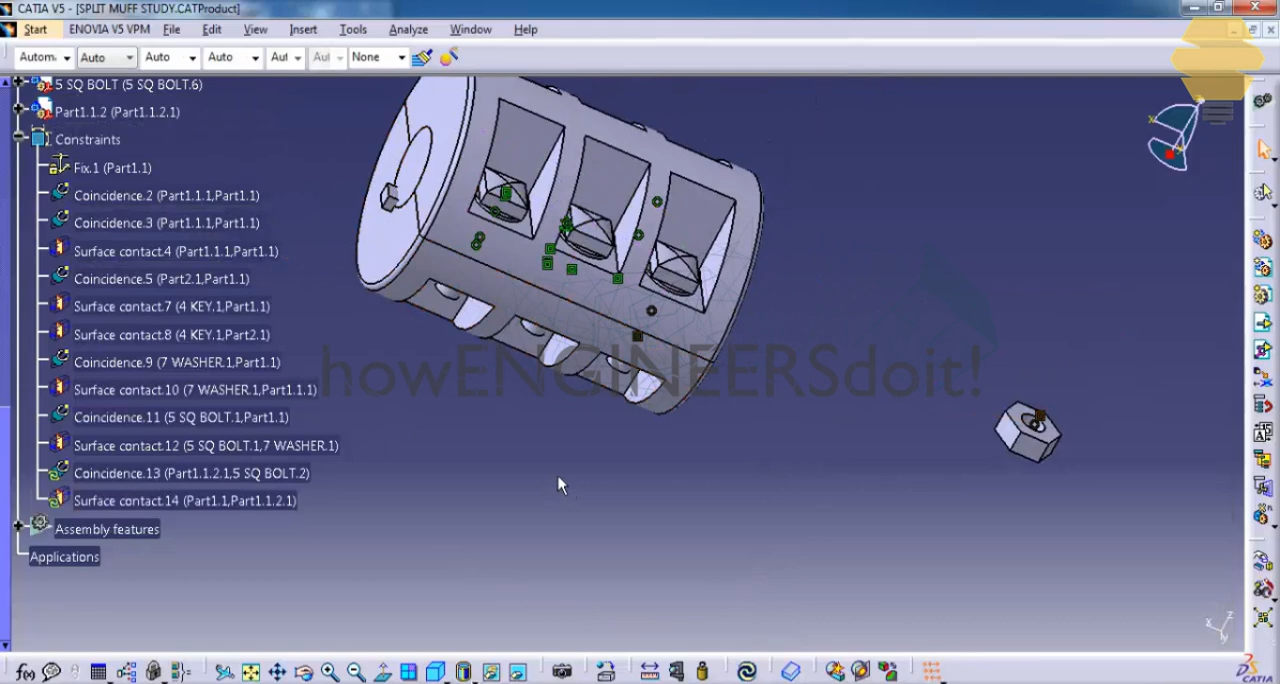 CATIA V5 - [SPLIT MUFF STUDY.CATProduct]
Start ENOVIA V5 VPM File Edit View Insert Tools Analyze Window Help
Autom. Auto Auto Auto Aut Aut None
5 SQ BOLT (5 SQ BOLT.6)
Part1.1.2 (Part1.1.2.1)
Constraints
Fix.1 (Part1.1)
Coincidence.2 (Part1.1.1,Part1.1)
Coincidence.3 (Part1.1.1,Part1.1)
Surface contact.4 (Part1.1.1,Part1.1)
Coincidence.5 (Part2.1,Part1.1)
Surface contact.7 (4 KEY.1,Part1.1)
Surface contact.8 (4 KEY.1,Part2.1)
Coincidence.9 (7 WASHER.1,Part1.1)
Surface contact.10 (7 WASHER.1,Part1.1.1)
Coincidence.11 (5 SQ BOLT.1,Part1.1)
Surface contact.12 (5 SQ BOLT.1,7 WASHER.1)
Coincidence.13 (Part1.1.2.1,5 SQ BOLT.2)
Surface contact.14 (Part1.1,Part1.1.2.1)
Assembly features
Applications
howENGINEERSdoit!
f(x)
CATIA